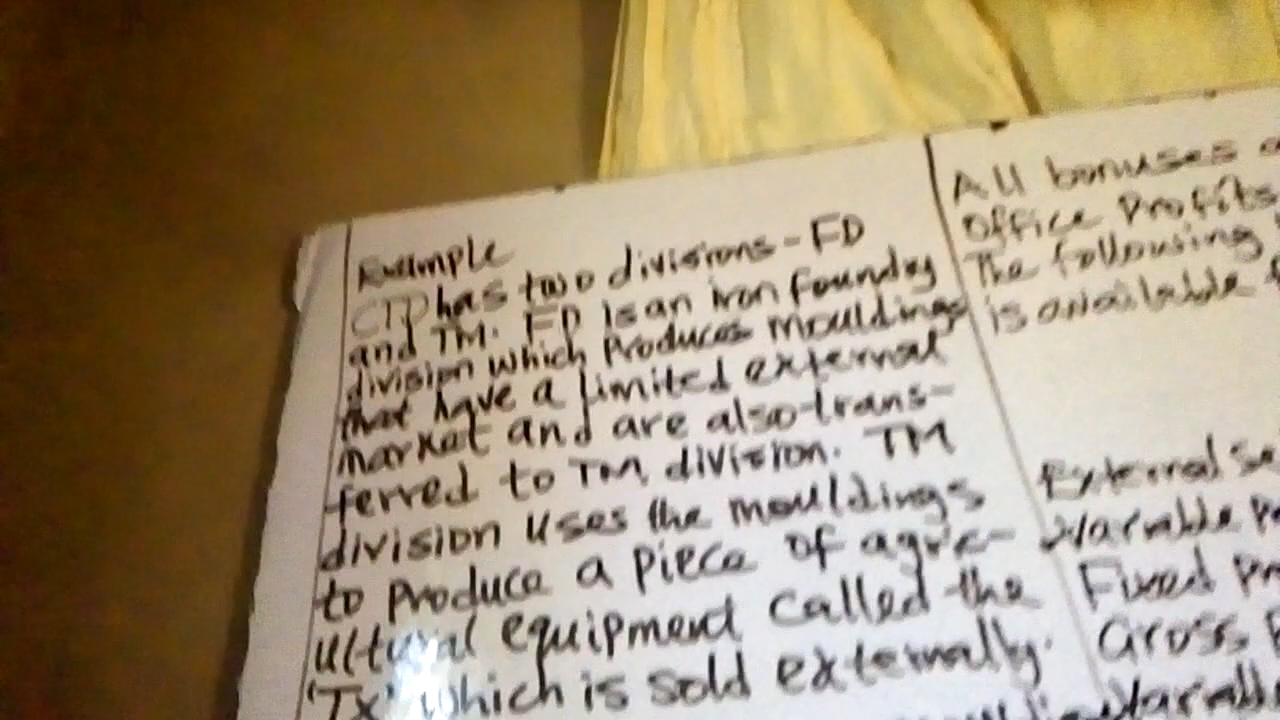 Example
CTD has two divisions - FD
and TM. FD is an iron foundry
division which produces mouldings
that have a limited external
market and are also trans-
ferred to TM division. TM
division uses the mouldings
to produce a piece of agric-
ultural equipment called the
'TX' which is sold externally.
All bonuses
Office Profits
The following
is available
External
Variable
Fixed
Gross
Variable